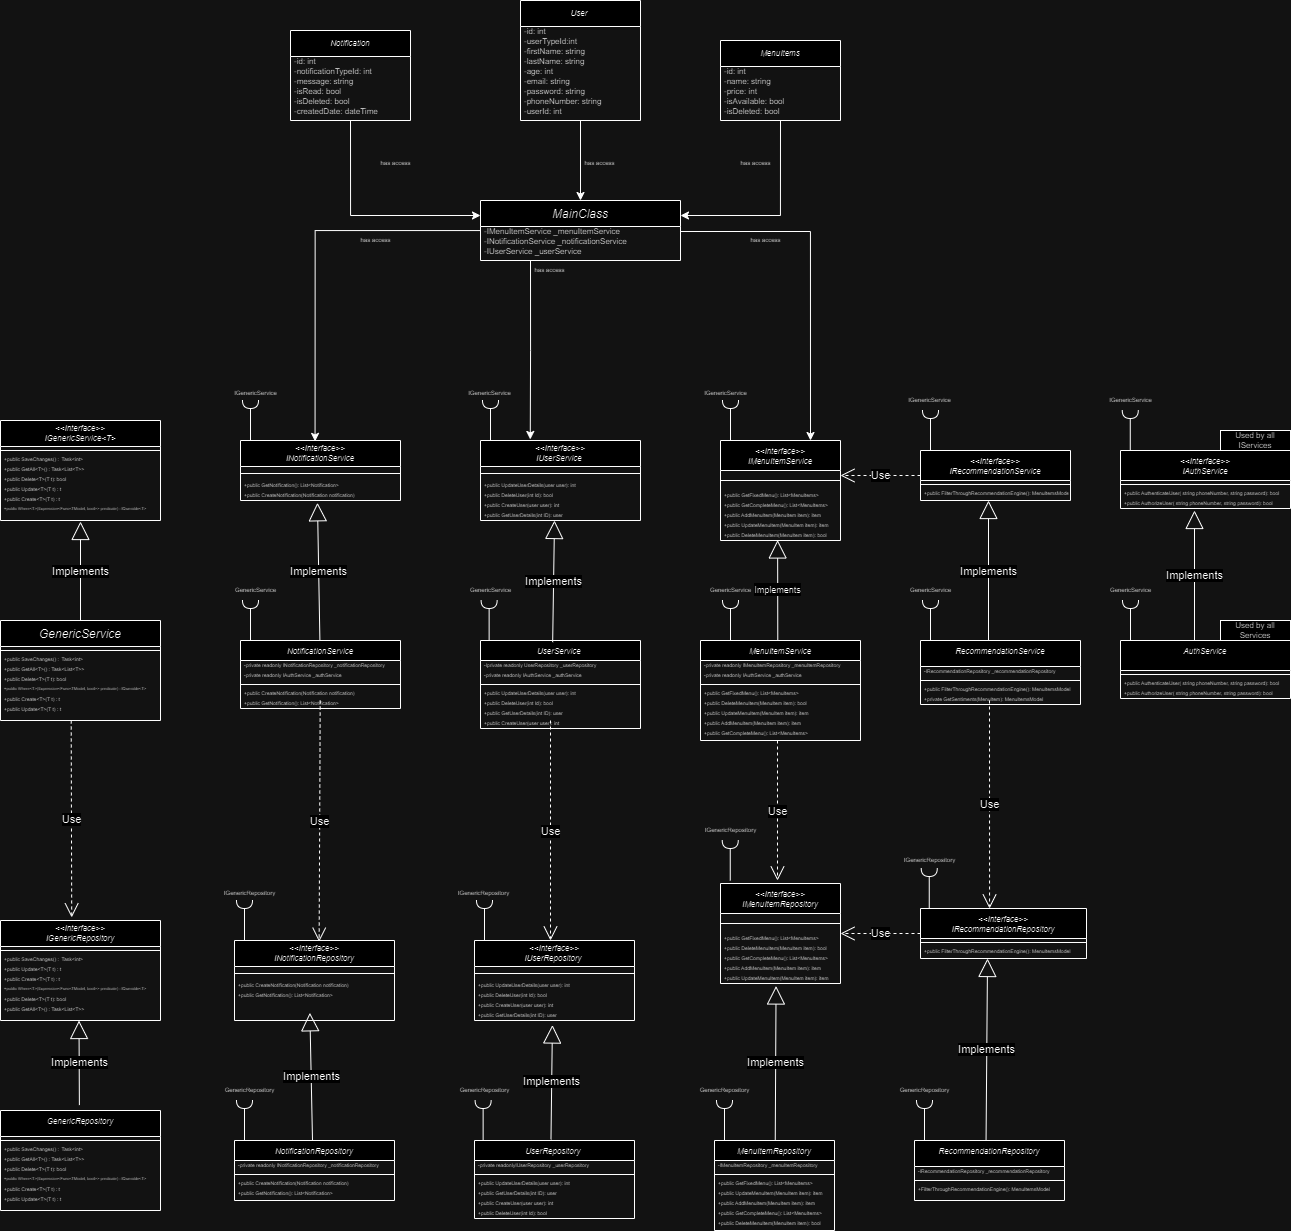 User
-id: int
-userTypeId:int
-firstName: string
-lastName: string
-age: int
-email: string
-password: string
-phoneNumber: string
-userId: int
Notification
-id: int
-notificationTypeId: int
-message: string
-isRead: bool
-isDeleted: bool
-createdDate: dateTime
MenuItems
-id: int
-name: string
-price: int
-isAvailable: bool
-isDeleted: bool
has access
has access
has access
MainClass
-IMenuItemService _menuItemService
-INotificationService _notificationService
-IUserService _userService
has access
has access
has access
IGenericService
IGenericService
IGenericService
IGenericService
IGenericService
<<Interface>>
IGenericService<T>
+public SaveChanges() : Task<int>
+public GetAll<T>() : Task<List<T>>
+public Delete<T>(T t): bool
+public Update<T>(T t) : t
+public Create<T>(T t) : t
<<Interface>>
INotificationService
+public GetNotification(): List<Notification>
+public CreateNotification(Notification notification)
<<Interface>>
IUserService
+public UpdateUserDetails(user user): int
+public DeleteUser(int Id): bool
+public CreateUser(user user): int
+public GetUserDetails(int ID): user
<<Interface>>
IMenuItemService
+public GetFixedMenu(): List<MenuItems>
+public GetCompleteMenu(): List<MenuItems>
+public AddMenuItem(MenuItem item): item
+public UpdateMenuItem(MenuItem item): item
+public DeleteMenuItem(MenuItem item): bool
Use
<<Interface>>
IRecommendationService
+public FilterThroughRecommendationEngine(): MenuItemsMode
Used by all
IServices
<<Interface>>
IAuthService
+public AuthenticateUser( string phoneNumber, string password): bool
+public AuthorizeUser( string phoneNumber, string password): bool
Implements
Implements
Implements
Implements
Implements
Implements
GenericService
GenericService
GenericService
GenericService
GenericService
GenericService
+public SaveChanges() : Task<int>
+public GetAll<T>() : Task<List<T>>
+public Delete<T>(T t): bool
+public Create<T>(T t) : t
+public Update<T>(T t) : t
NotificationService
-private readonly INotificationRepository _notificationRepository
-private readonly IAuthService _authService
+public CreateNotification(Notification notification)
+public GetNotification(): List<Notification>
UserService
-private readonly UserRepository _userRepository
-private readonly IAuthService _authService
+public UpdateUserDetails(user user): int
+public DeleteUser(int Id): bool
+public GetUserDetails(int ID): user
+public CreateUser(user user): int
MenuItemService
-private readonly IMenuItemRepository _menuItemRepository
-private readonly IAuthService _authService
+public GetFixedMenu(): List<MenuItems>
+public DeleteMenuItem(MenuItem item): bool
+public UpdateMenuItem(MenuItem item): item
+public AddMenuItem(MenuItem item): item
+public GetCompleteMenu(): List<MenuItems>
RecommendationService
-IRecommendationRepository _recommendationRepository
+public FilterThroughRecommendationEngine(): MenuItemsModel
+private GetSentiments(MenuItem item): MenuItemsModel
Used by all
Services
AuthService
+public AuthenticateUser( string phoneNumber, string password): bool
+public AuthorizeUser( string phoneNumber, string password): bool
Use
Use
Use
Use
Use
IGenericRepository
IGenericRepository
IGenericRepository
IGenericRepository
<<Interface>>
IGenericRepository
+public SaveChanges() : Task<int>
+public Update<T>(T t) : t
+public Create<T>(T t) : t
+public Delete<T>(T t): bool
+public GetAll<T>() : Task<List<T>>
<<Interface>>
INotificationRepository
+public CreateNotification(Notification notification)
+public GetNotification(): List<Notification>
<<Interface>>
IUserRepository
+public UpdateUserDetails(user user): int
+public DeleteUser(int Id): bool
+public CreateUser(user user): int
+public GetUserDetails(int ID): user
<<Interface>>
IMenuItemRepository
+public GetFixedMenu(): List<MenuItems>
+public DeleteMenuItem(MenuItem item): bool
+public GetCompleteMenu(): List<MenuItems>
+public AddMenuItem(MenuItem item): item
+public UpdateMenuItem(MenuItem item): item
Use
<<Interface>>
IRecommendationRepository
+public FilterThroughRecommendationEngine(): MenuItemsModel
Implements
Implements
Implements
Implements
Implements
GenericRepository
GenericRepository
GenericRepository
GenericRepository
GenericRepository
+public SaveChanges() : Task<int>
+public GetAll<T>() : Task<List<T>>
+public Delete<T>(T t): bool
+public Create<T>(T t) : t
+public Update<T>(T t) : t
NotificationRepository
-private readonly INotificationRepository _notificationRepository
+public CreateNotification(Notification notification)
+public GetNotification(): List<Notification>
UserRepository
-private readonlyIUserRepository _userRepository
+public UpdateUserDetails(user user): int
+public GetUserDetails(int ID): user
+public CreateUser(user user): int
+public DeleteUser(int Id): bool
MenuItemRepository
-IMenuItemRepository _menuItemRepository
+public GetFixedMenu(): List<MenuItems>
+public UpdateMenuItem(MenuItem item): item
+public AddMenuItem(MenuItem item): item
+public GetCompleteMenu(): List<MenuItems>
+public DeleteMenuItem(MenuItem item): bool
RecommendationRepository
-IRecommendationRepository _recommendationRepository
+FilterThroughRecommendationEngine(): MenuItemsModel